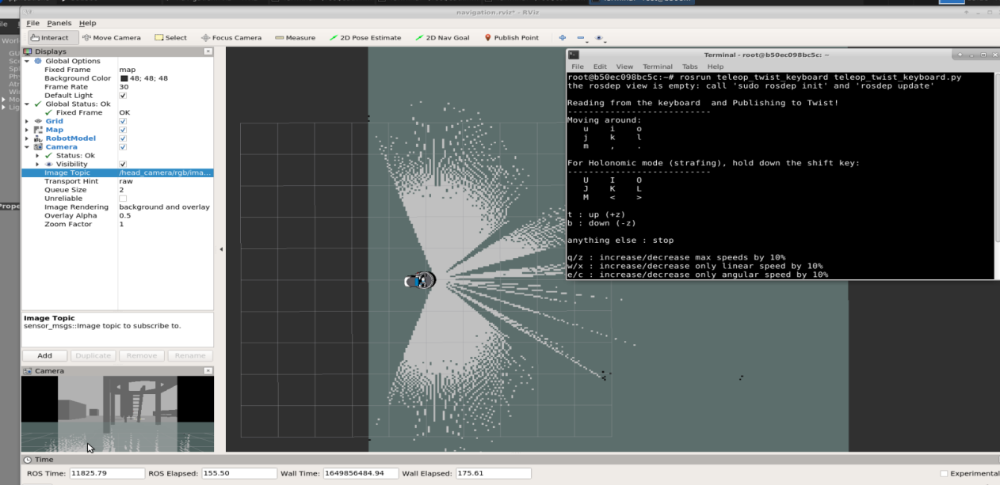 navigation.rviz* - RViz
File Panels Help
Interact Move Camera Select Focus Camera Measure 2D Pose Estimate 2D Nav Goal Publish Point
Displays
Global Options
Fixed Frame map
Background Color 48; 48; 48
Frame Rate 30
Default Light
Global Status: Ok
Fixed Frame OK
Grid
Map
RobotModel
Camera
Status: Ok
Visibility
Image Topic /head_camera/rgb/ima...
Transport Hint raw
Queue Size 2
Unreliable
Image Rendering background and overlay
Overlay Alpha 0.5
Zoom Factor 1
Image Topic
sensor_msgs::Image topic to subscribe to.
Add Duplicate Remove Rename
Camera
Terminal - root@b50ec098bc5c: ~
File Edit View Terminal Tabs Help
root@b50ec098bc5c:~# rosrun teleop_twist_keyboard teleop_twist_keyboard.py
the rosdep view is empty: call 'sudo rosdep init' and 'rosdep update'
Reading from the keyboard  and Publishing to Twist!
---------------------------
Moving around:
u i o
j k l
m , .
For Holonomic mode (strafing), hold down the shift key:
---------------------------
U I O
J K L
M < >
t : up (+z)
b : down (-z)
anything else : stop
q/z : increase/decrease max speeds by 10%
w/x : increase/decrease only linear speed by 10%
e/c : increase/decrease only angular speed by 10%
Time
ROS Time: 11825.79 ROS Elapsed: 155.50 Wall Time: 1649856484.94 Wall Elapsed: 175.61 Experimental